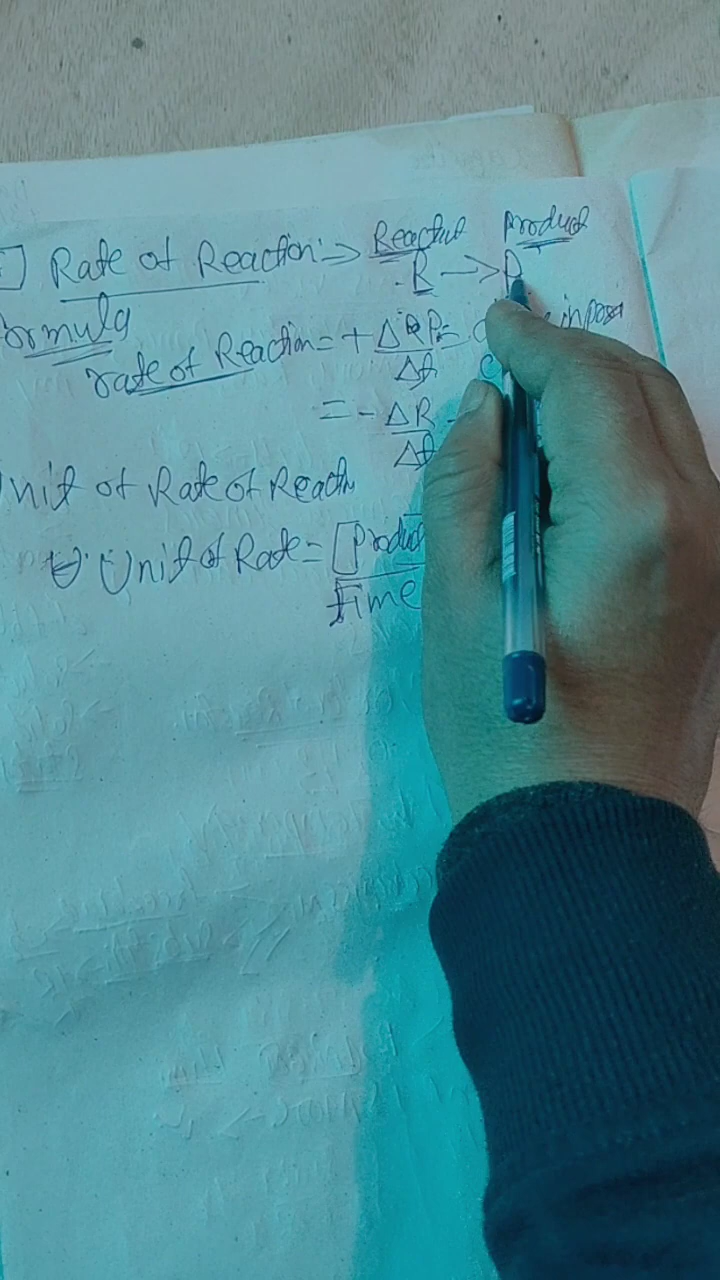 Rate of Reaction :⇒ Reactant Product
R → P
Formula
rate of Reaction = + ΔP/Δt =
= - ΔR/Δt
Unit of Rate of Reactn
Unit of Rate = [Product
time